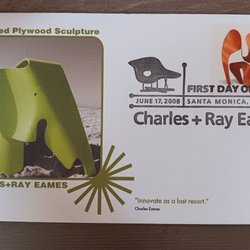 ed Plywood Sculpture
FIRST DAY O
JUNE 17, 2008 SANTA MONICA,
Charles + Ray Eam
S+RAY EAMES
"Innovate as a last resort."
Charles Eames